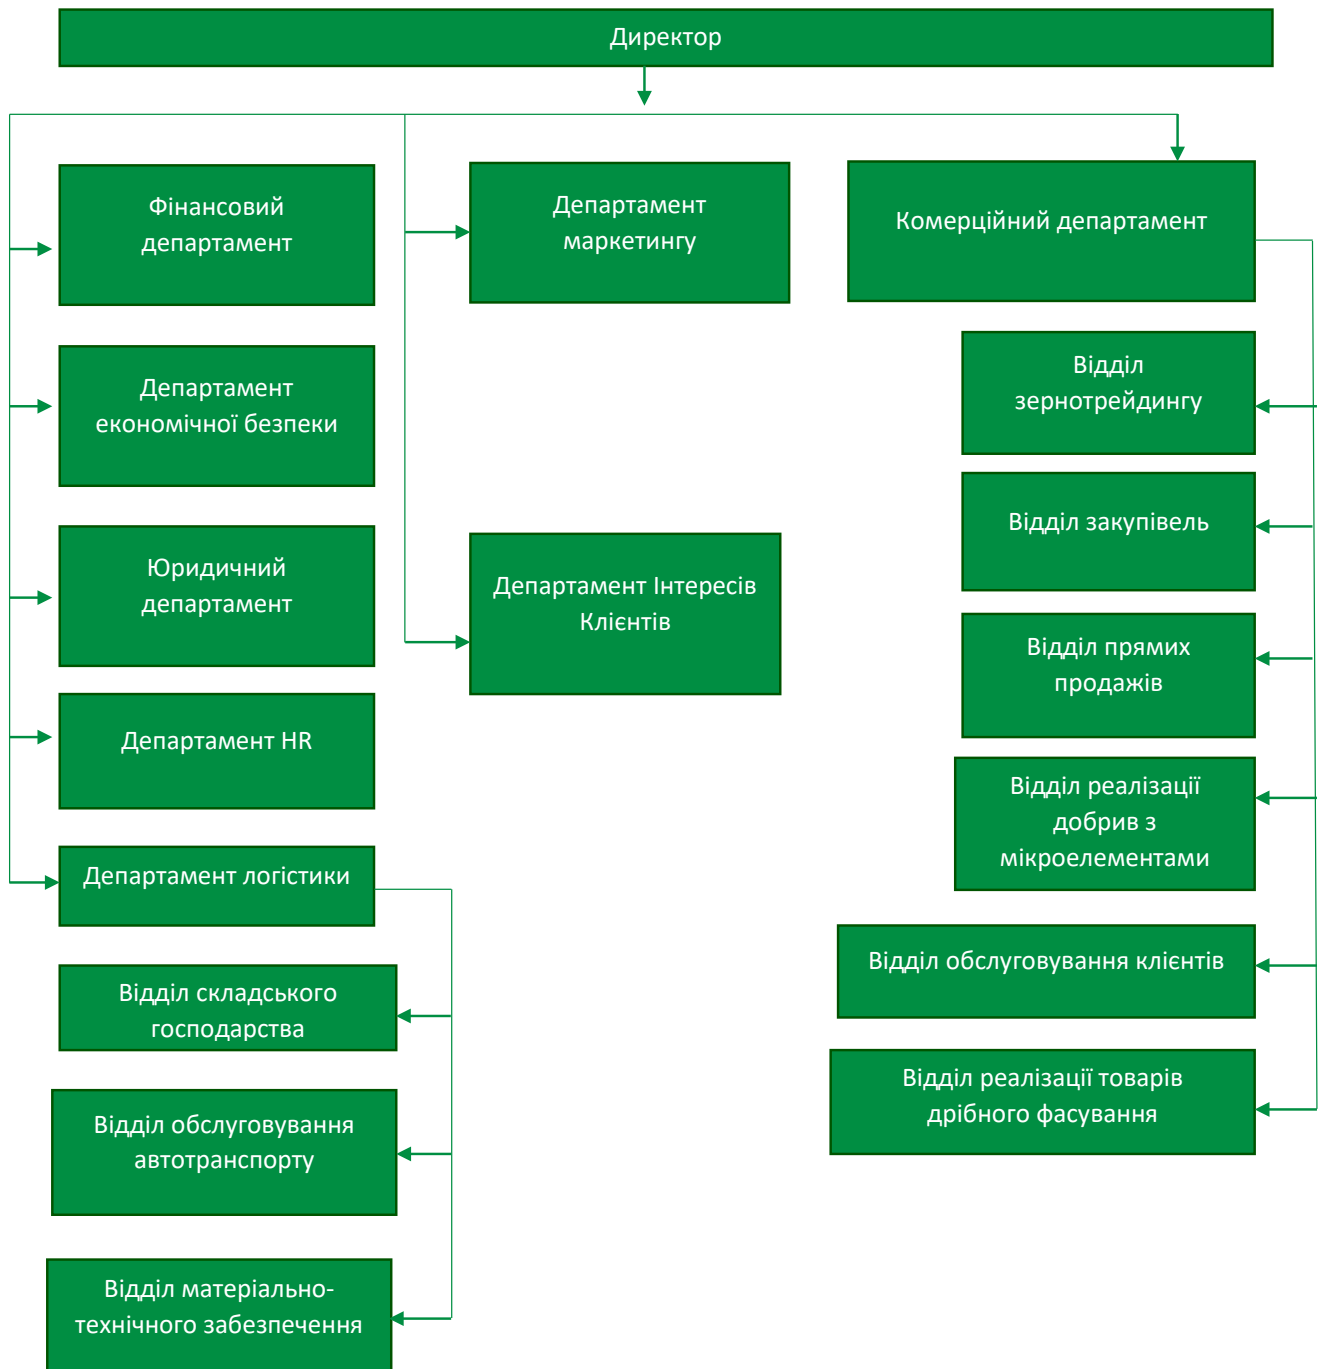 Директор
Фінансовий
департамент
Департамент
маркетингу
Комерційний департамент
Департамент
економічної безпеки
Юридичний
департамент
Департамент HR
Департамент логістики
Відділ складського
господарства
Відділ обслуговування
автотранспорту
Відділ матеріально-
технічного забезпечення
Департамент Інтересів
Клієнтів
Відділ
зернотрейдингу
Відділ закупівель
Відділ прямих
продажів
Відділ реалізації
добрив з
мікроелементами
Відділ обслуговування клієнтів
Відділ реалізації товарів
дрібного фасування